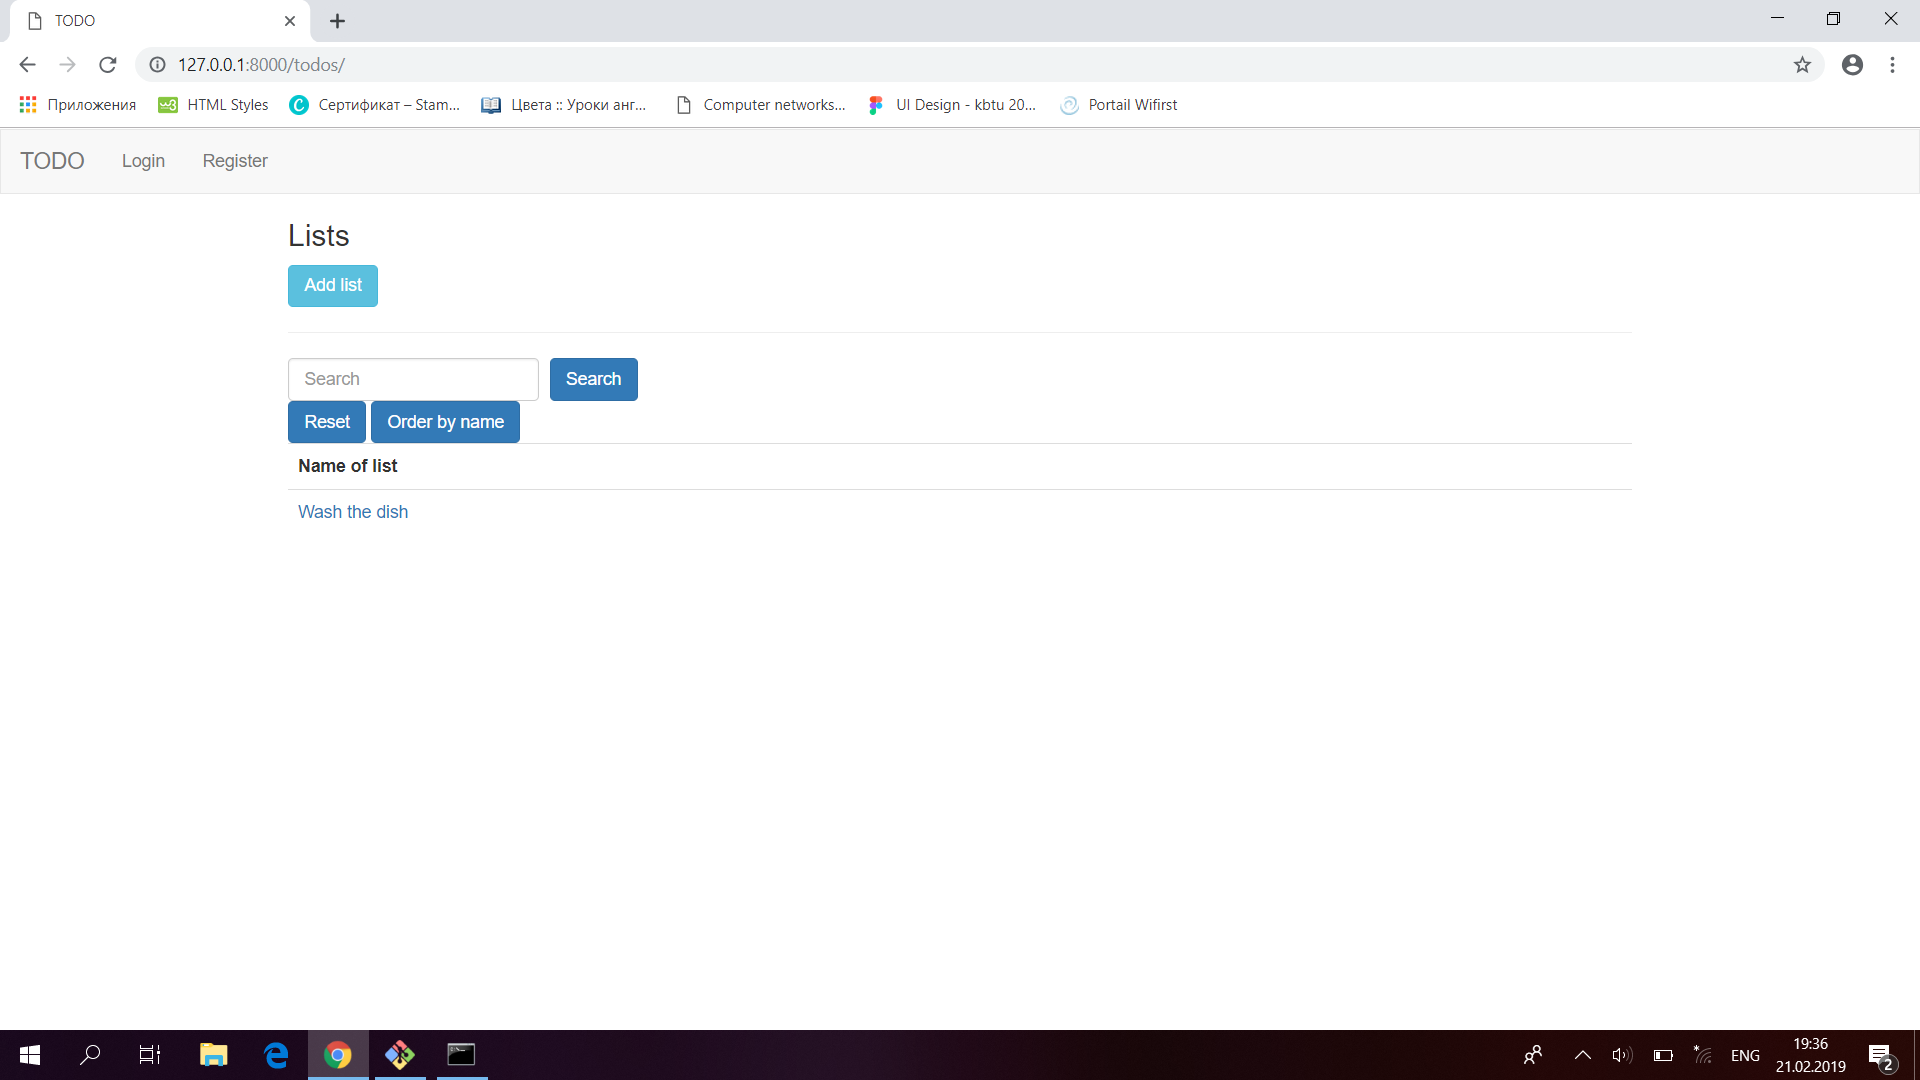 TODO
127.0.0.1:8000/todos/
Приложения HTML Styles Сертификат – Stam... Цвета :: Уроки анг... Computer networks... UI Design - kbtu 20... Portail Wifirst
TODO Login Register
Lists
Add list
Search Search
Reset Order by name
Name of list
Wash the dish
ENG 19:36
21.02.2019 2